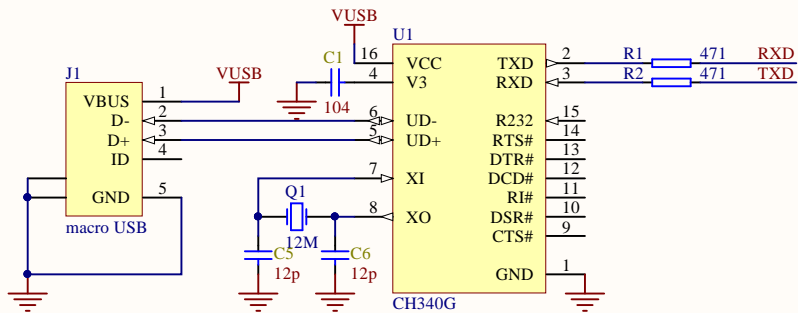 U1
VUSB
16 VCC TXD 2 R1 471 RXD
C1
4 V3 RXD 3 R2 471 TXD
104
J1
VUSB
VBUS 1
D- 2
D+ 3
ID 4
GND 5
macro USB
6 UD- R232 15
5 UD+ RTS# 14
DTR# 13
7 XI DCD# 12
RI# 11
8 XO DSR# 10
CTS# 9
Q1
12M
C5
12p
C6
12p
GND 1
CH340G